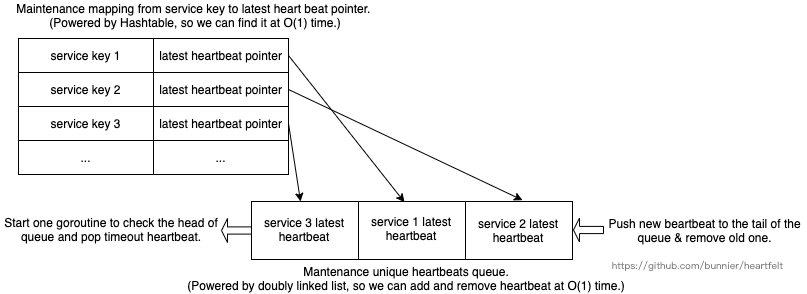 Maintenance mapping from service key to latest heart beat pointer.
(Powered by Hashtable, so we can find it at O(1) time.)
service key 1 latest heartbeat pointer
service key 2 latest heartbeat pointer
service key 3 latest heartbeat pointer
... ...
Start one goroutine to check the head of
queue and pop timeout heartbeat.
service 3 latest
heartbeat
service 1 latest
heartbeat
service 2 latest
heartbeat
Push new beartbeat to the tail of the
queue & remove old one.
https://github.com/bunnier/heartfelt
Mantenance unique heartbeats queue.
(Powered by doubly linked list, so we can add and remove heartbeat at O(1) time.)